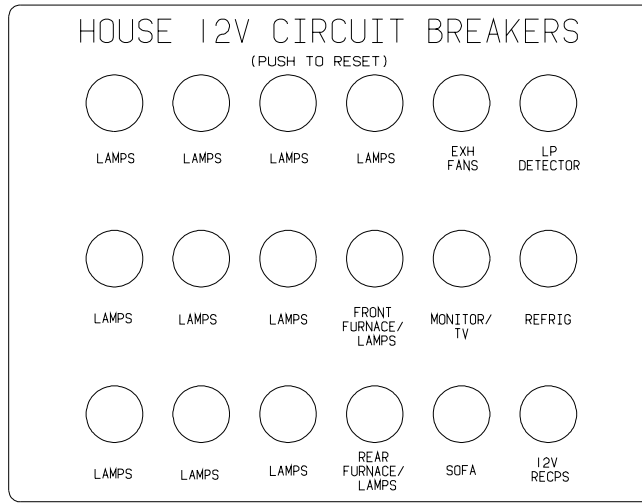 HOUSE 12V CIRCUIT BREAKERS
(PUSH TO RESET)
LAMPS LAMPS LAMPS LAMPS EXH FANS LP DETECTOR
LAMPS LAMPS LAMPS FRONT FURNACE/ LAMPS MONITOR/ TV REFRIG
LAMPS LAMPS LAMPS REAR FURNACE/ LAMPS SOFA 12V RECPS